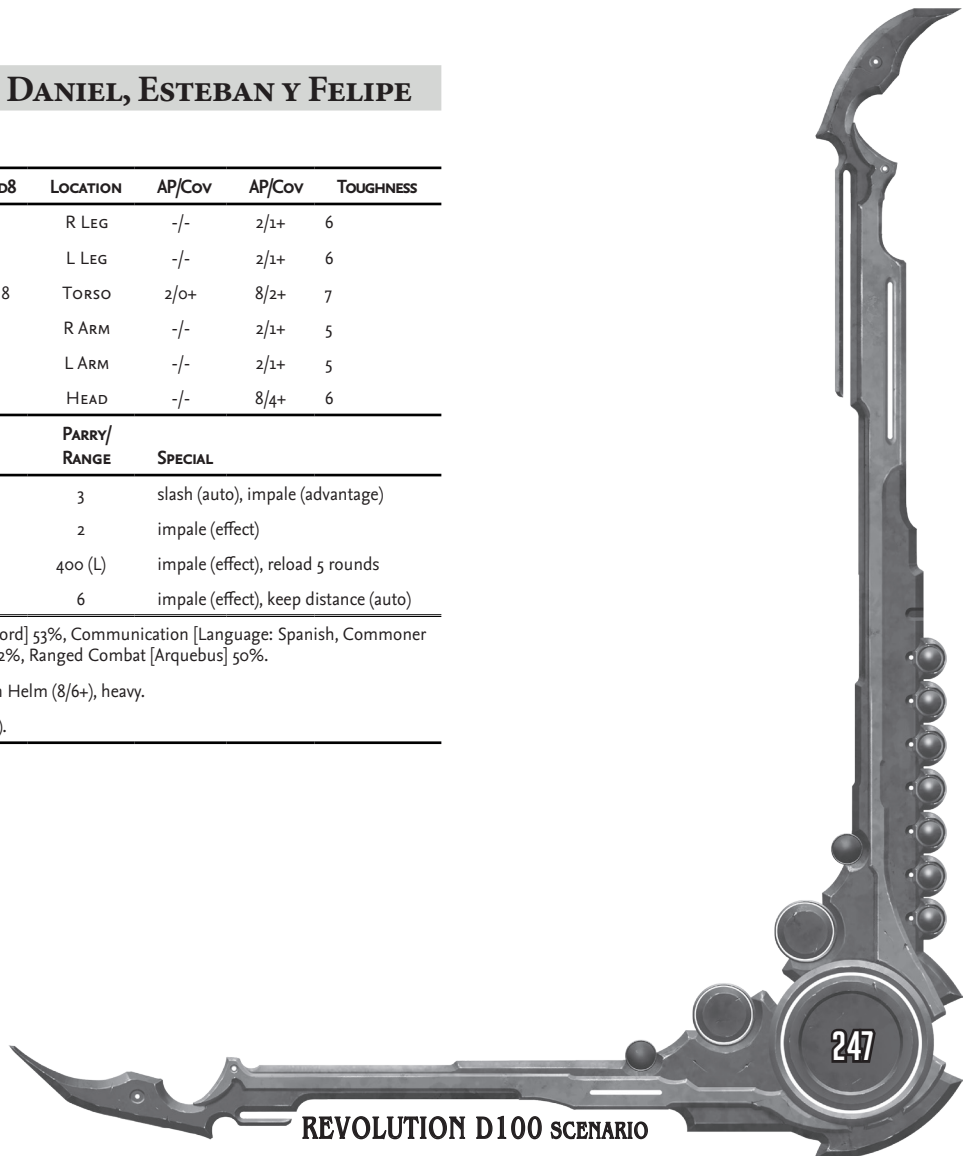 DANIEL, ESTEBAN Y FELIPE
D8 LOCATION AP/COV AP/COV TOUGHNESS
R LEG -/- 2/1+ 6
L LEG -/- 2/1+ 6
8 TORSO 2/0+ 8/2+ 7
R ARM -/- 2/1+ 5
L ARM -/- 2/1+ 5
HEAD -/- 8/4+ 6
PARRY/
RANGE SPECIAL
3 slash (auto), impale (advantage)
2 impale (effect)
400 (L) impale (effect), reload 5 rounds
6 impale (effect), keep distance (auto)
ord] 53%, Communication [Language: Spanish, Commoner
2%, Ranged Combat [Arquebus] 50%.
Helm (8/6+), heavy.
).
247
REVOLUTION D100 SCENARIO